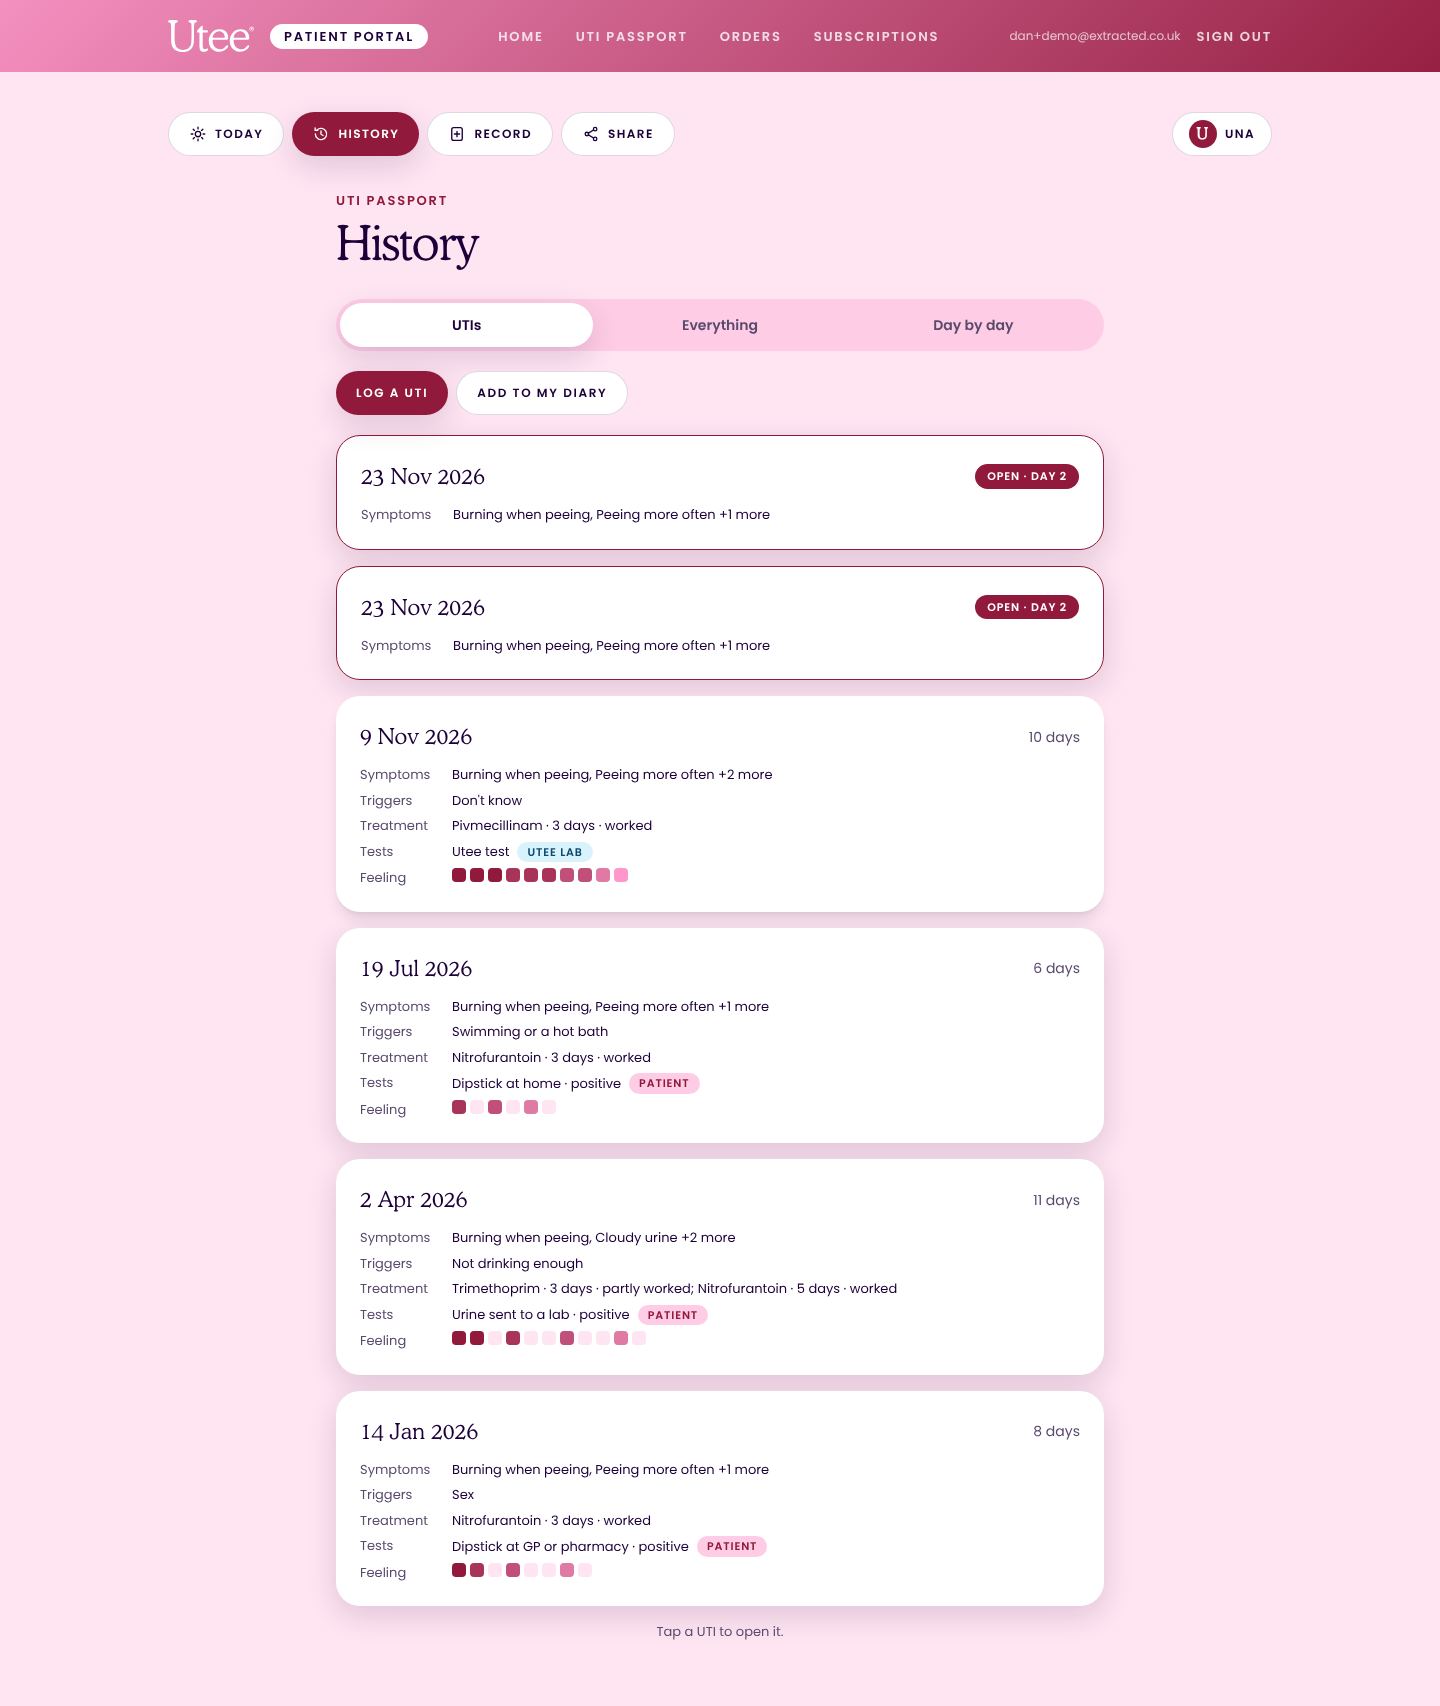 Utee® PATIENT PORTAL HOME UTI PASSPORT ORDERS SUBSCRIPTIONS dan+demo@extracted.co.uk SIGN OUT
TODAY HISTORY RECORD SHARE U UNA
UTI PASSPORT
History
UTIs Everything Day by day
LOG A UTI ADD TO MY DIARY
23 Nov 2026 OPEN · DAY 2
Symptoms Burning when peeing, Peeing more often +1 more
23 Nov 2026 OPEN · DAY 2
Symptoms Burning when peeing, Peeing more often +1 more
9 Nov 2026 10 days
Symptoms Burning when peeing, Peeing more often +2 more
Triggers Don't know
Treatment Pivmecillinam · 3 days · worked
Tests Utee test UTEE LAB
Feeling
19 Jul 2026 6 days
Symptoms Burning when peeing, Peeing more often +1 more
Triggers Swimming or a hot bath
Treatment Nitrofurantoin · 3 days · worked
Tests Dipstick at home · positive PATIENT
Feeling
2 Apr 2026 11 days
Symptoms Burning when peeing, Cloudy urine +2 more
Triggers Not drinking enough
Treatment Trimethoprim · 3 days · partly worked; Nitrofurantoin · 5 days · worked
Tests Urine sent to a lab · positive PATIENT
Feeling
14 Jan 2026 8 days
Symptoms Burning when peeing, Peeing more often +1 more
Triggers Sex
Treatment Nitrofurantoin · 3 days · worked
Tests Dipstick at GP or pharmacy · positive PATIENT
Feeling
Tap a UTI to open it.